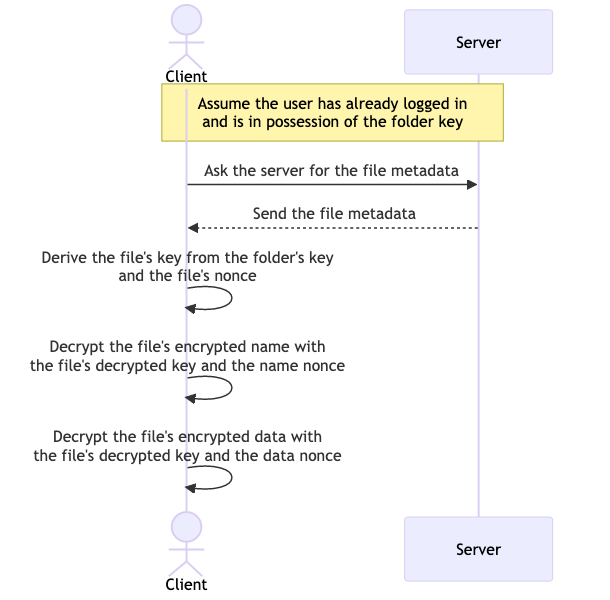 Client
Server
Assume the user has already logged in
and is in possession of the folder key
Ask the server for the file metadata
Send the file metadata
Derive the file's key from the folder's key
and the file's nonce
Decrypt the file's encrypted name with
the file's decrypted key and the name nonce
Decrypt the file's encrypted data with
the file's decrypted key and the data nonce
Client
Server